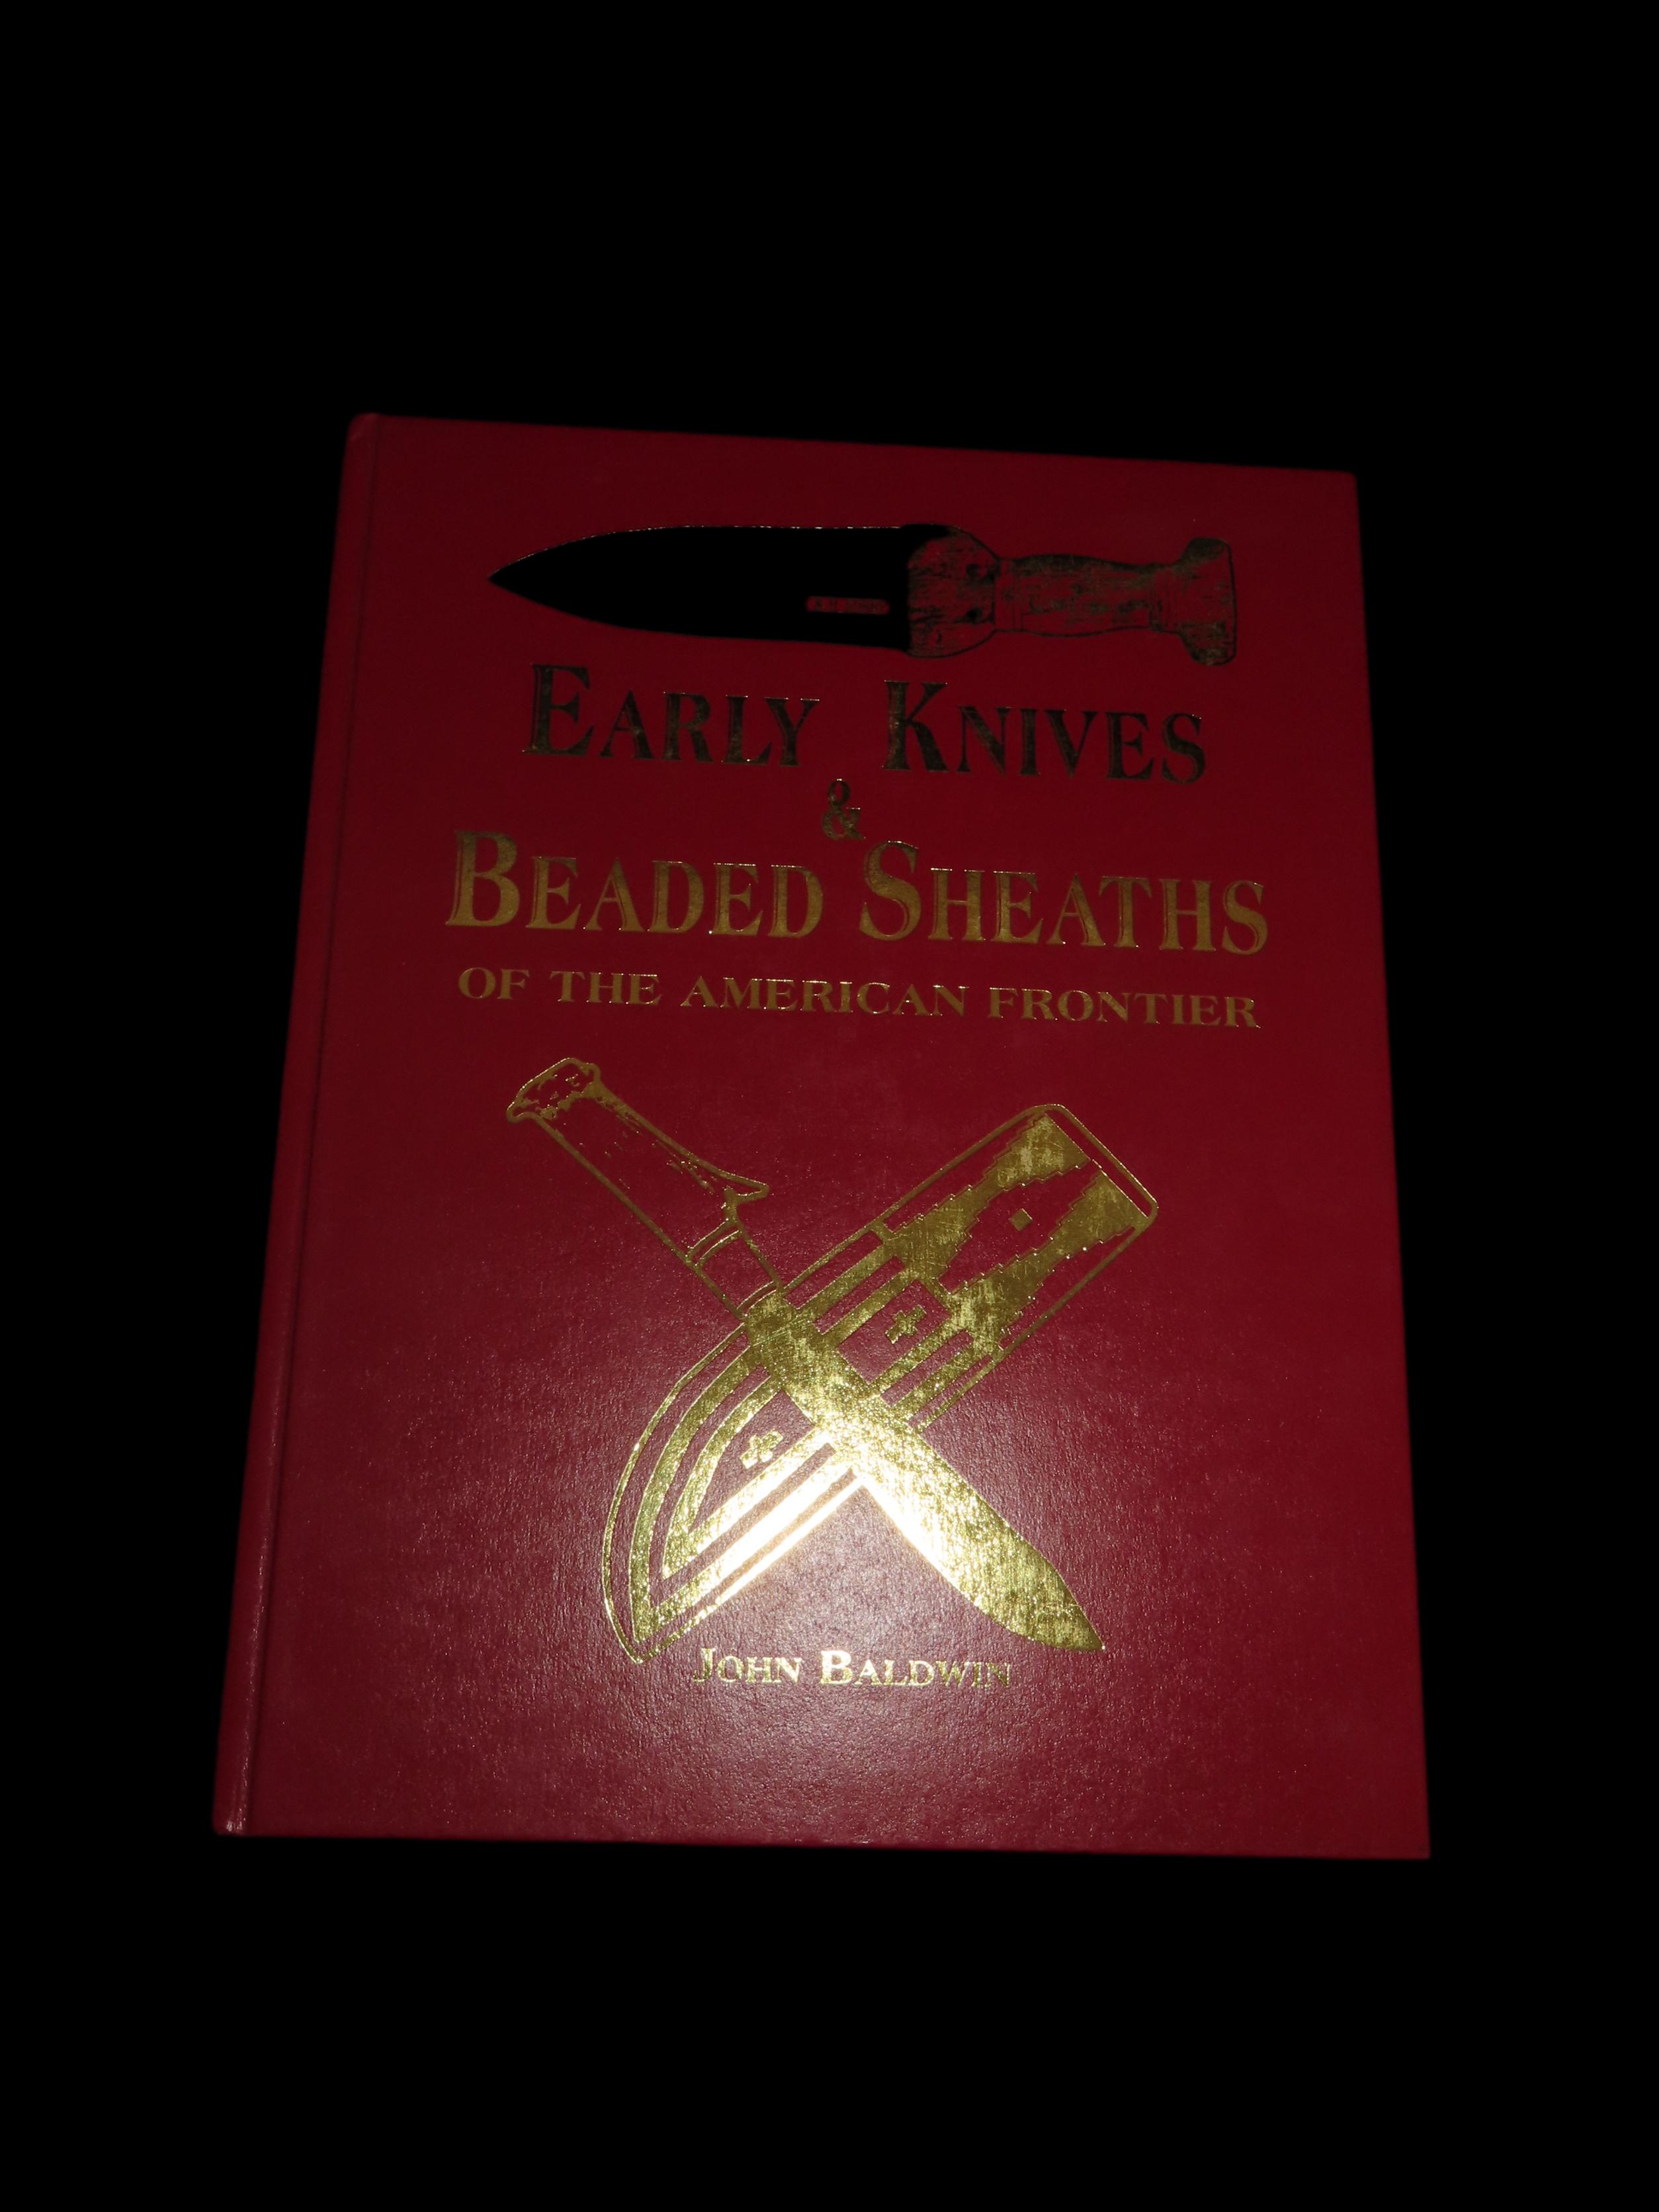 EARLY KNIVES
&
BEADED SHEATHS
OF THE AMERICAN FRONTIER
JOHN BALDWIN